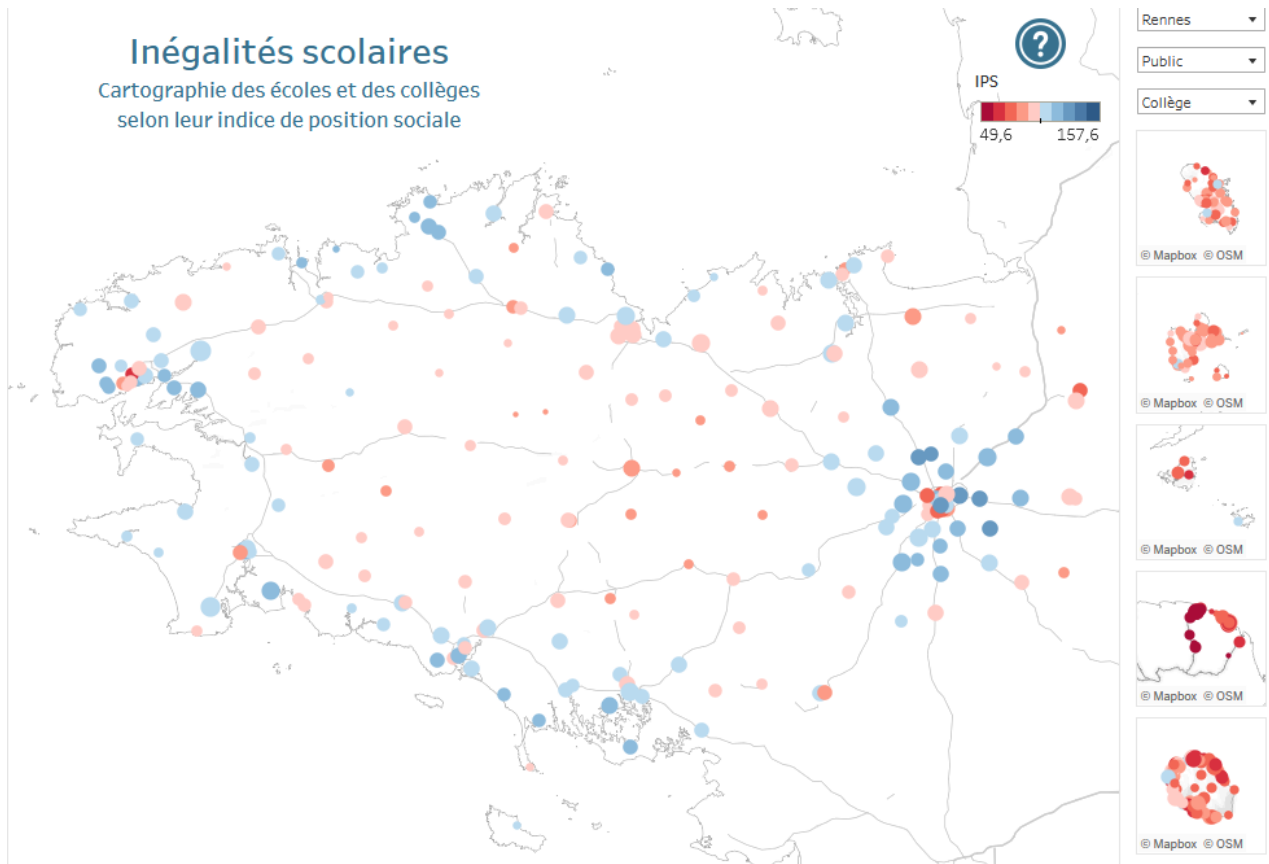 Inégalités scolaires
Cartographie des écoles et des collèges
selon leur indice de position sociale
?
IPS
49,6 157,6
Rennes
Public
Collège
© Mapbox © OSM
© Mapbox © OSM
© Mapbox © OSM
© Mapbox © OSM
© Mapbox © OSM